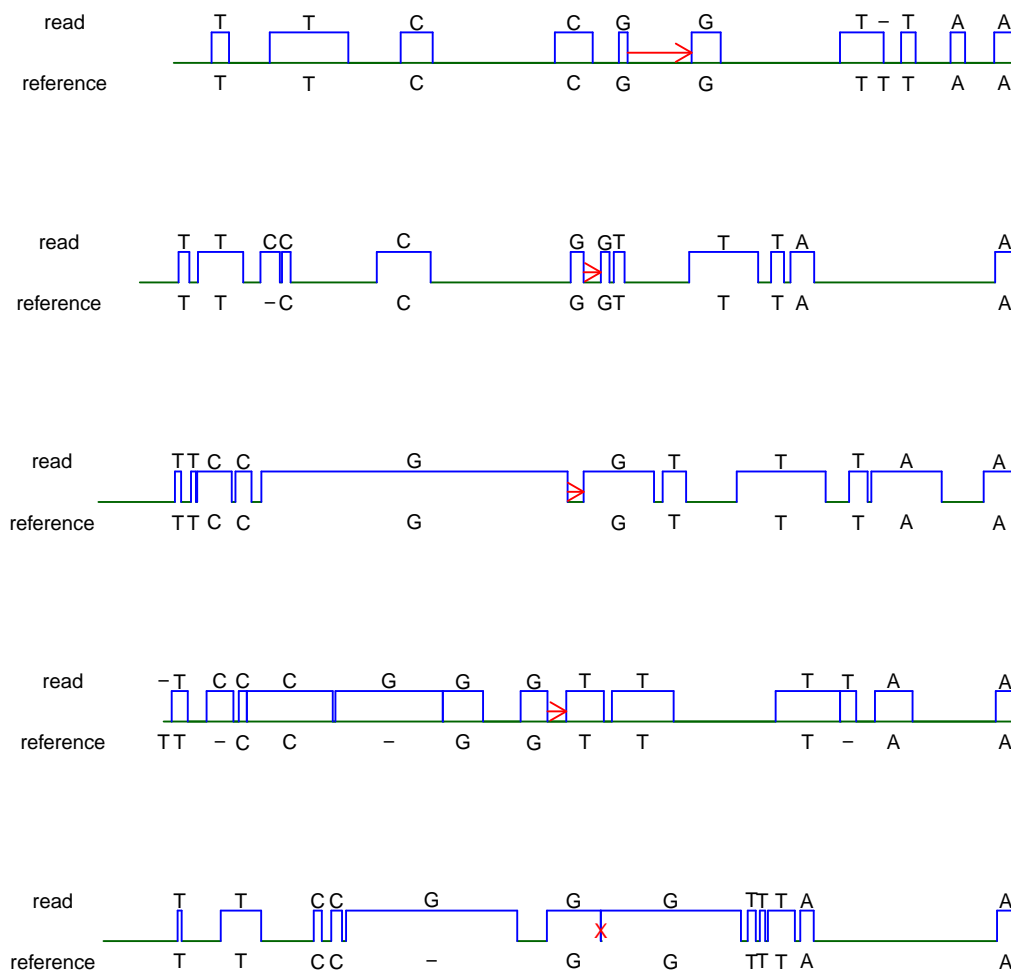 read T T C C G G T – T A A
reference T T C C G G T T T A A
read T T C C C G G T T T A A
reference T T – C C G G T T T A A
read T T C C G G T T T A A
reference T T C C G G T T T A A
read – T C C C G G G T T T T A A
reference T T – C C – G G T T T – A A
read T T C C G G G T T T A A
reference T T C C – G G T T T A A